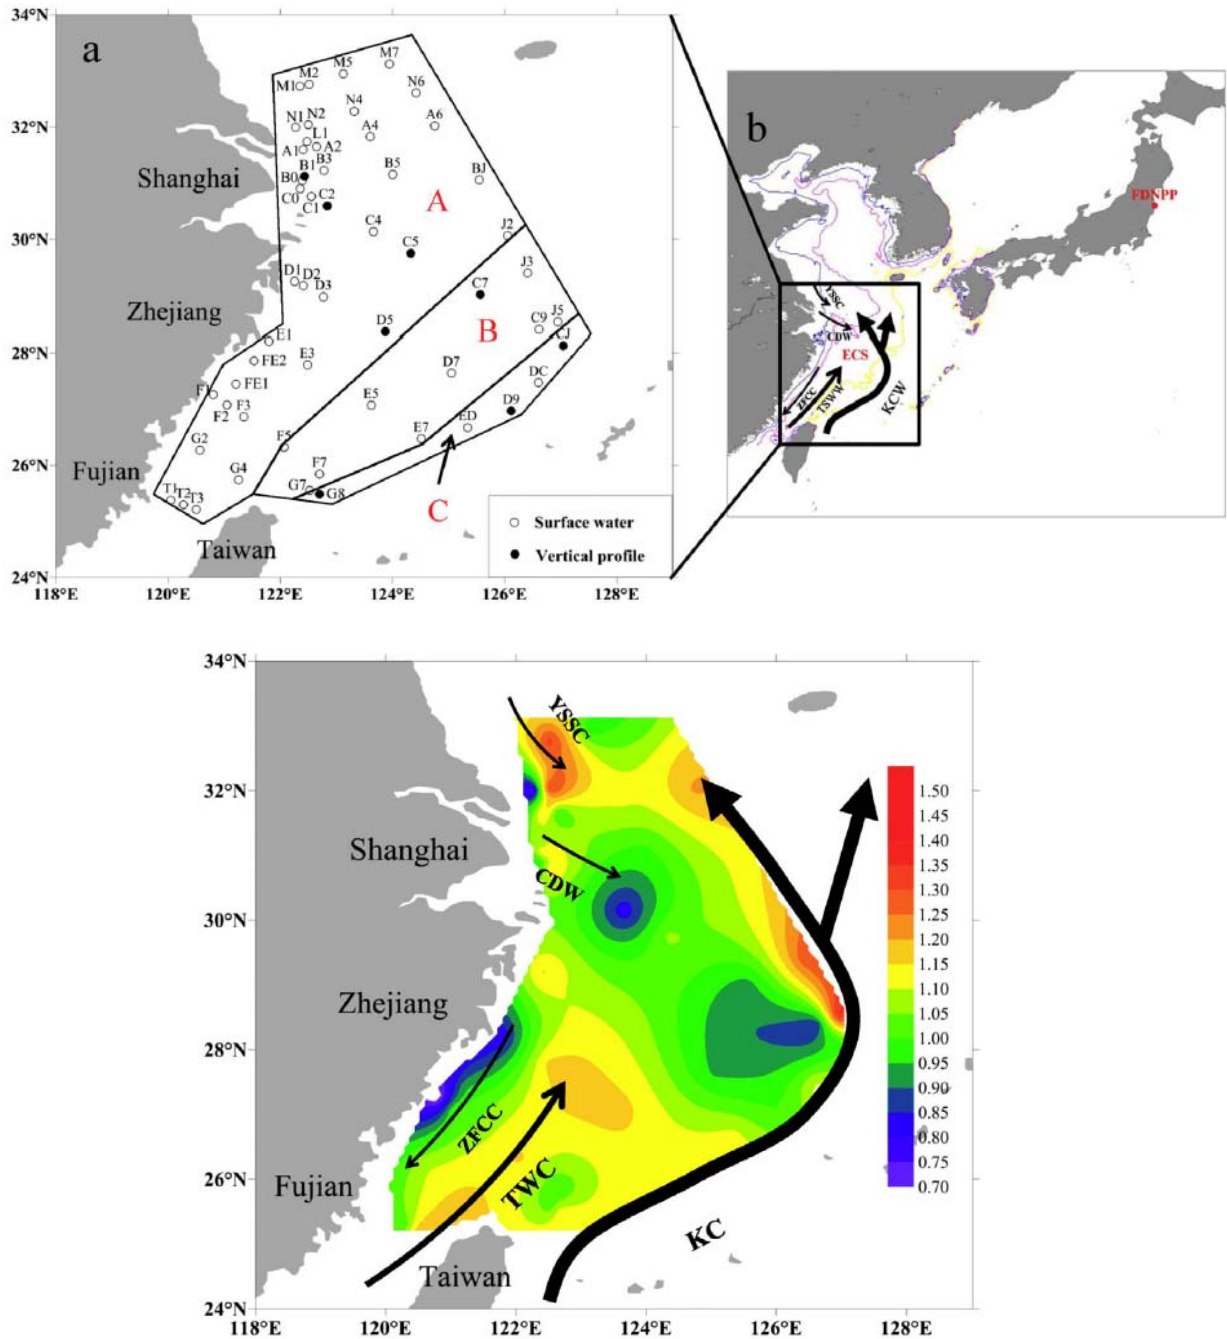 a
34°N
32°N
30°N
28°N
26°N
24°N
118°E
120°E
122°E
124°E
126°E
128°E
Shanghai
Zhejiang
Fujian
Taiwan
M1
M2
M5
M7
N6
N1
N2
N4
A6
L1
A4
A1
A2
B1
B3
B5
BJ
B0
C0
C2
C1
A
C4
C5
J2
D1
D2
D3
J3
C7
D5
B
C9
J5
CJ
E1
FE2
E3
D7
DC
F1
FE1
F2
F3
E5
D9
G2
F5
E7
ED
G4
F7
T1
T2
T3
G7
G8
C
Surface water
Vertical profile
b
FDNPP
YSSC
CDW
ECS
ZFCC
TSWW
KCW
34°N
32°N
30°N
28°N
26°N
24°N
118°E
120°E
122°E
124°E
126°E
128°E
YSSC
Shanghai
CDW
Zhejiang
ZFCC
Fujian
TWC
KC
Taiwan
1.50
1.45
1.40
1.35
1.30
1.25
1.20
1.15
1.10
1.05
1.00
0.95
0.90
0.85
0.80
0.75
0.70